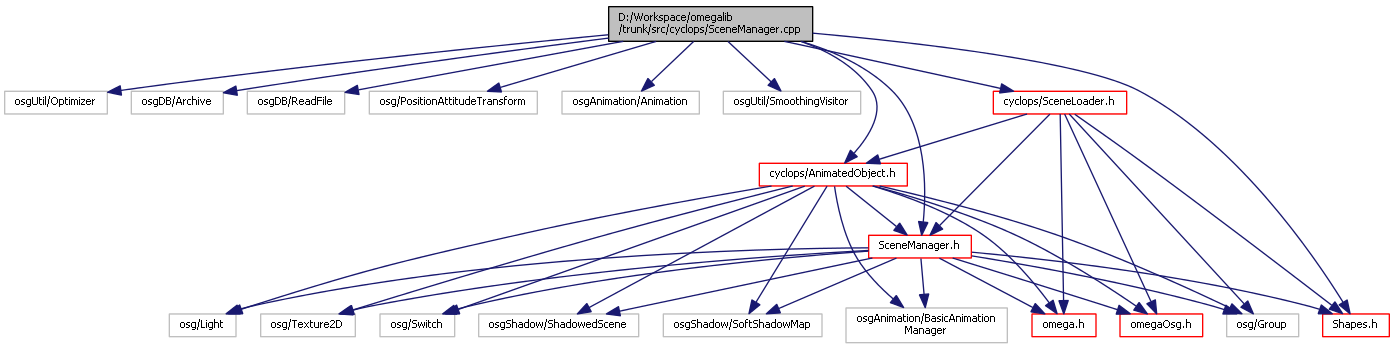 D:/Workspace/omegalib
/trunk/src/cyclops/SceneManager.cpp
osgUtil/Optimizer
osgDB/Archive
osgDB/ReadFile
osg/PositionAttitudeTransform
osgAnimation/Animation
osgUtil/SmoothingVisitor
cyclops/SceneLoader.h
cyclops/AnimatedObject.h
SceneManager.h
osg/Light
osg/Texture2D
osg/Switch
osgShadow/ShadowedScene
osgShadow/SoftShadowMap
osgAnimation/BasicAnimation
Manager
omega.h
omegaOsg.h
osg/Group
Shapes.h